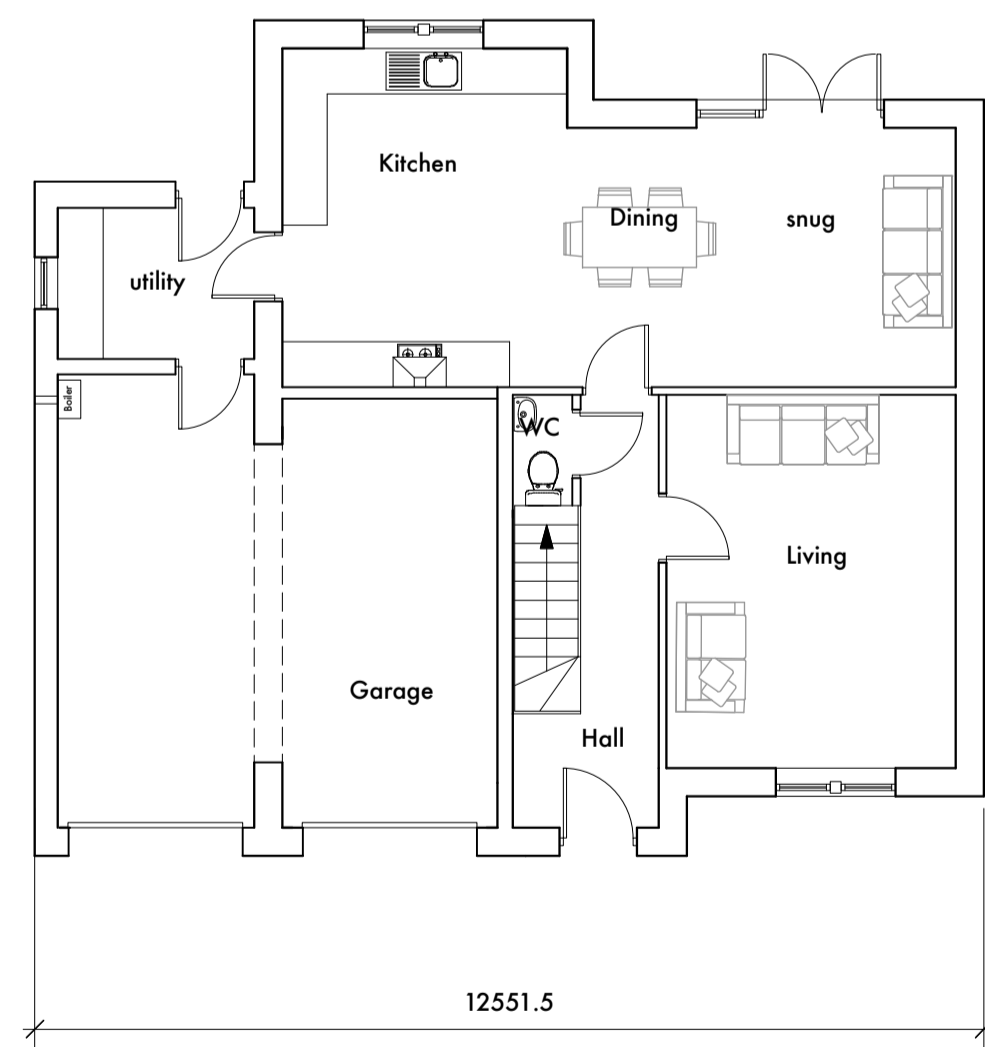 Kitchen
Dining
snug
utility
Boiler
WC
Living
Garage
Hall
12551.5